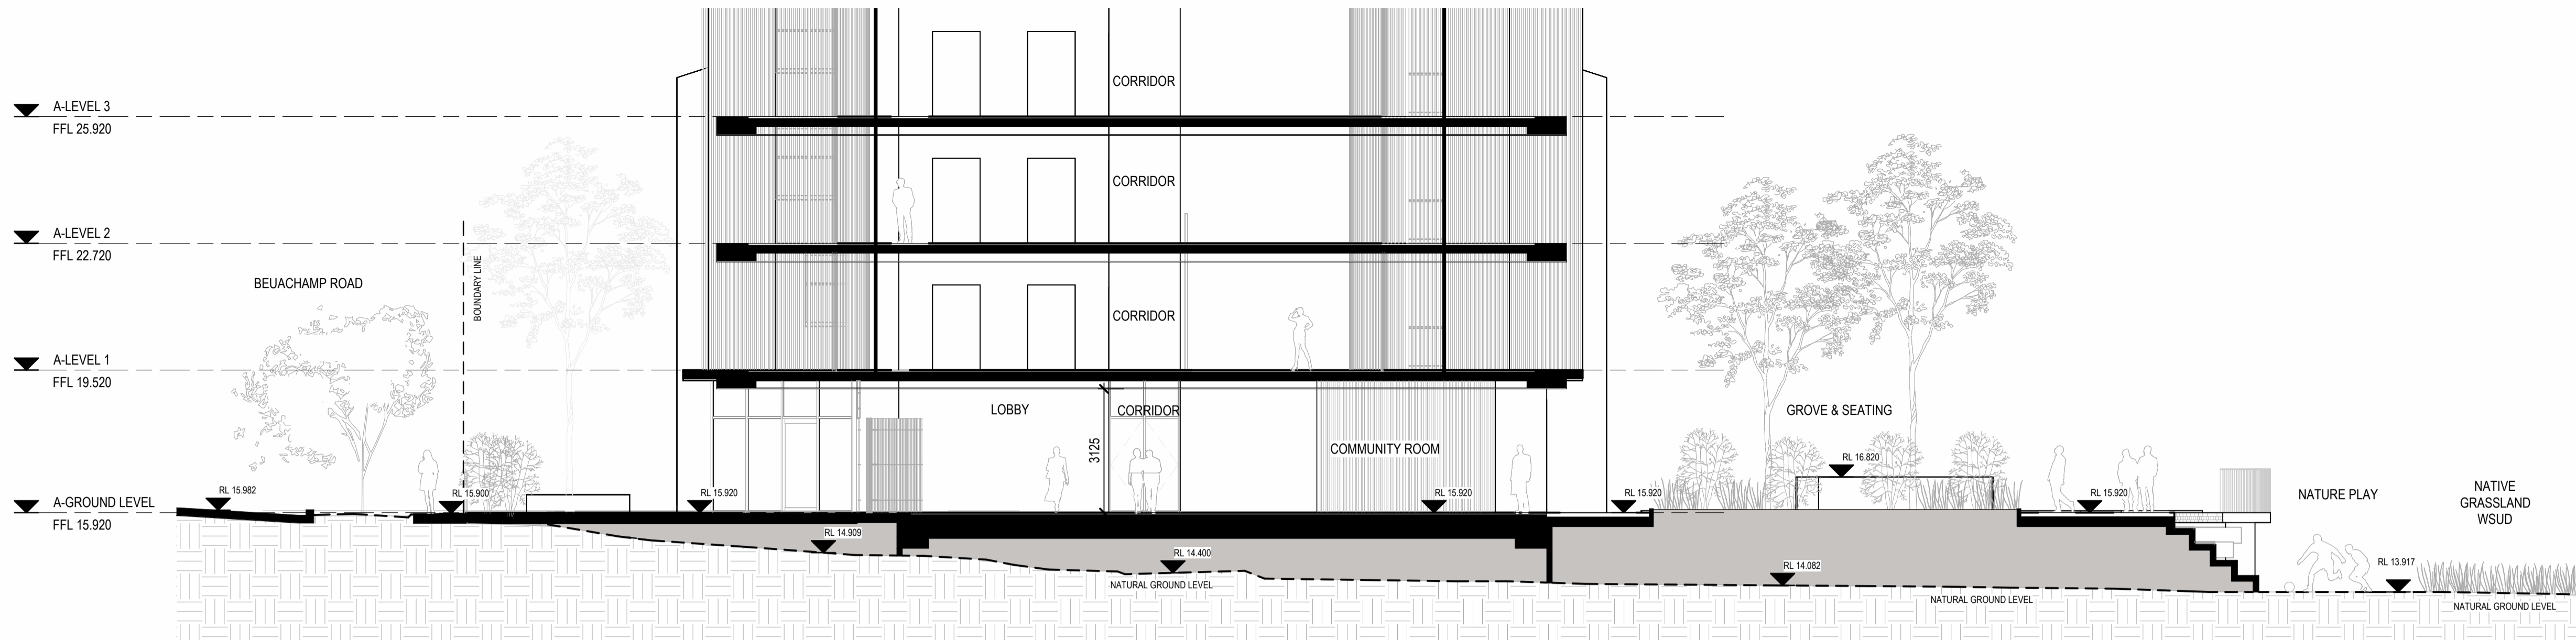 CORRIDOR
A-LEVEL 3
FFL 25.920
CORRIDOR
A-LEVEL 2
FFL 22.720
BEUACHAMP ROAD
BOUNDARY LINE
CORRIDOR
A-LEVEL 1
FFL 19.520
LOBBY
CORRIDOR
GROVE & SEATING
3125
COMMUNITY ROOM
RL 16.820
A-GROUND LEVEL
FFL 15.920
RL 15.982
RL 15.900
RL 15.920
RL 15.920
RL 15.920
RL 15.920
NATURE PLAY
NATIVE
GRASSLAND
WSUD
RL 14.909
RL 14.400
NATURAL GROUND LEVEL
RL 14.082
NATURAL GROUND LEVEL
RL 13.917
NATURAL GROUND LEVEL